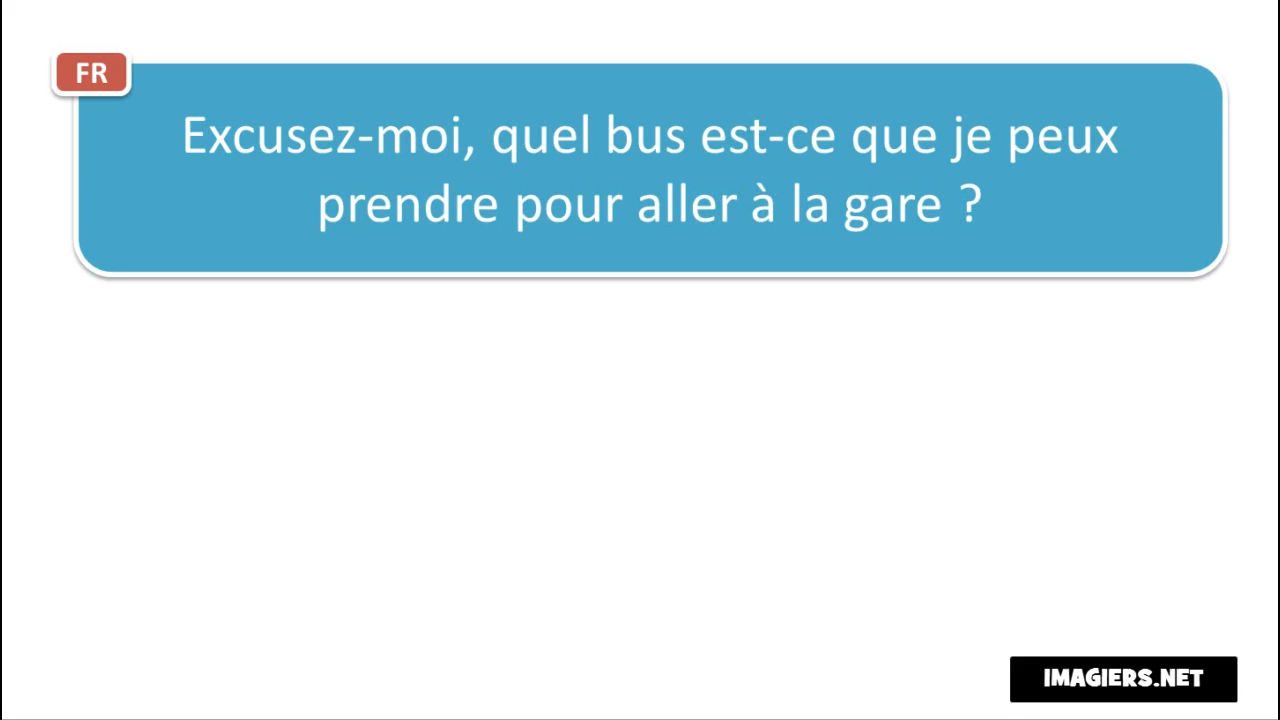 FR
Excusez-moi, quel bus est-ce que je peux
prendre pour aller à la gare ?
IMAGIERS.NET